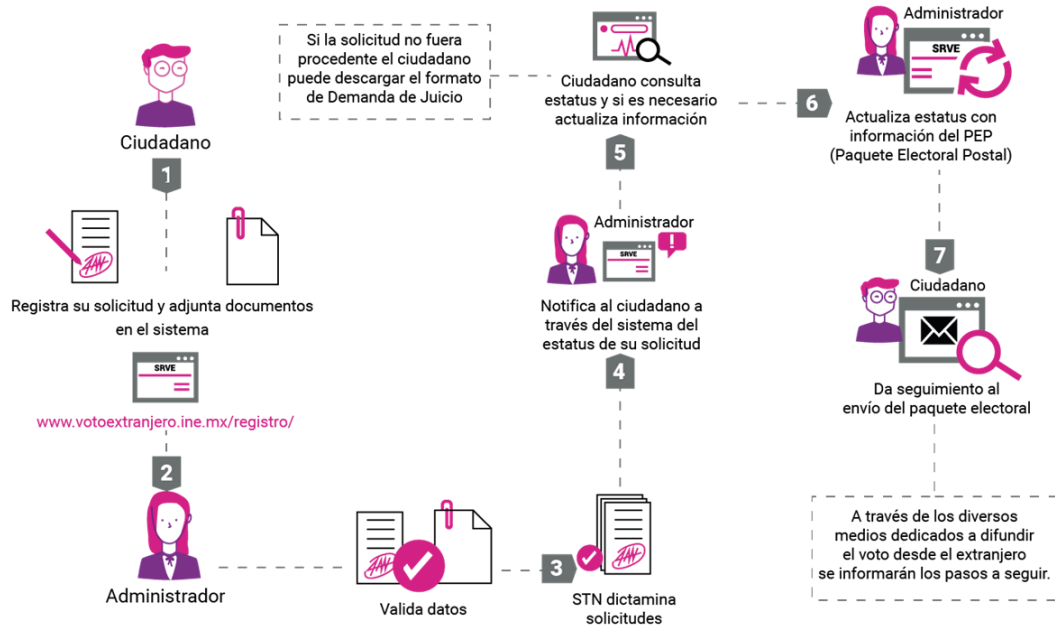 Ciudadano
1
Registra su solicitud y adjunta documentos
en el sistema
SRVE
www.votoextranjero.ine.mx/registro/
2
Administrador
Valida datos
3
STN dictamina
solicitudes
4
Administrador
SRVE
Notifica al ciudadano a
través del sistema del
estatus de su solicitud
5
Ciudadano consulta
estatus y si es necesario
actualiza información
Si la solicitud no fuera
procedente el ciudadano
puede descargar el formato
de Demanda de Juicio
6
Administrador
SRVE
Actualiza estatus con
información del PEP
(Paquete Electoral Postal)
7
Ciudadano
Da seguimiento al
envío del paquete electoral
A través de los diversos
medios dedicados a difundir
el voto desde el extranjero
se informarán los pasos a seguir.